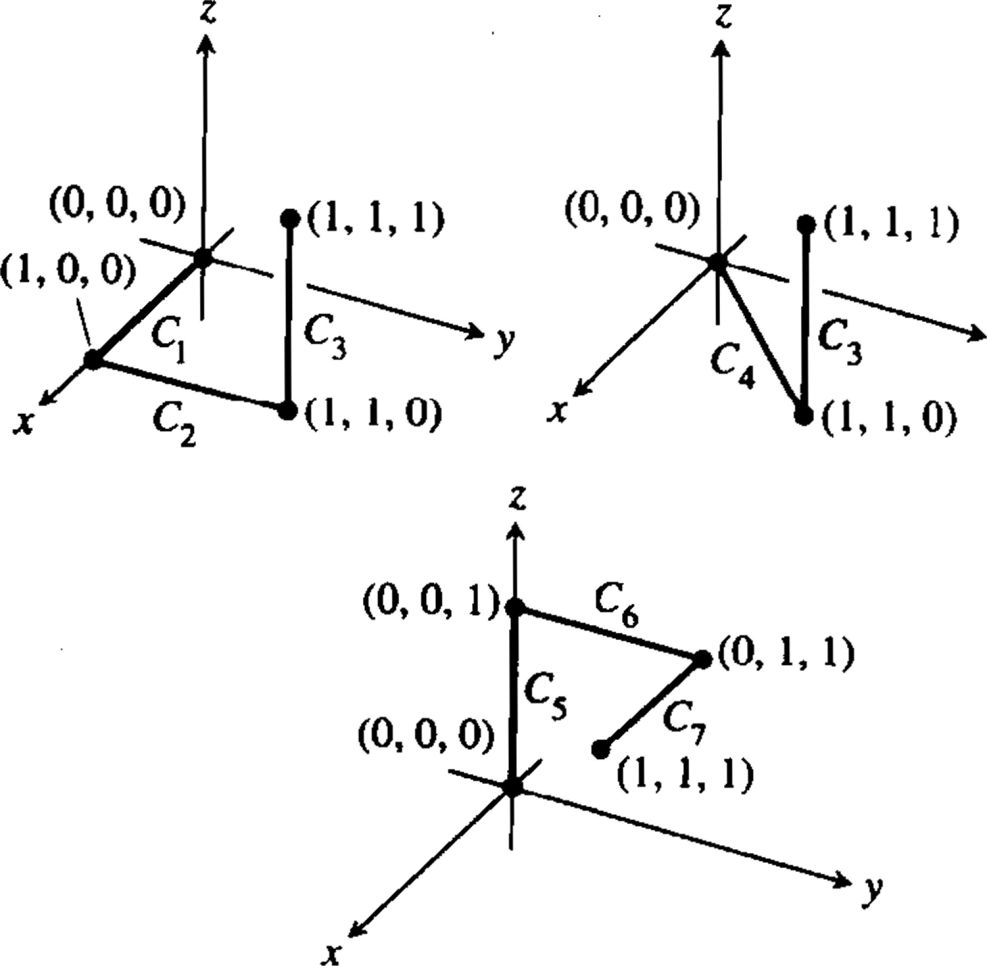 z
(0, 0, 0)
(1, 1, 1)
(1, 0, 0)
C₁
C₃
y
x
C₂
(1, 1, 0)
z
(0, 0, 0)
(1, 1, 1)
C₄
C₃
x
(1, 1, 0)
z
(0, 0, 1)
C₆
(0, 1, 1)
C₅
C₇
(0, 0, 0)
(1, 1, 1)
y
x